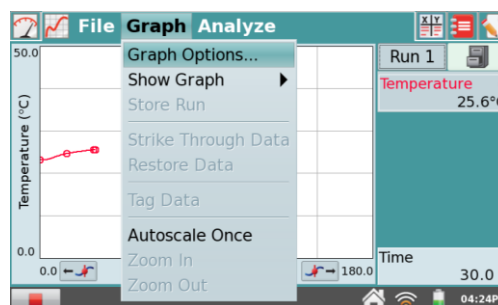 File Graph Analyze
X Y
50.0
Temperature (°C)
0.0
0.0
180.0
Graph Options...
Show Graph
Store Run
Strike Through Data
Restore Data
Tag Data
Autoscale Once
Zoom In
Zoom Out
Run 1
Temperature
25.6°
Time
30.0
04:24P